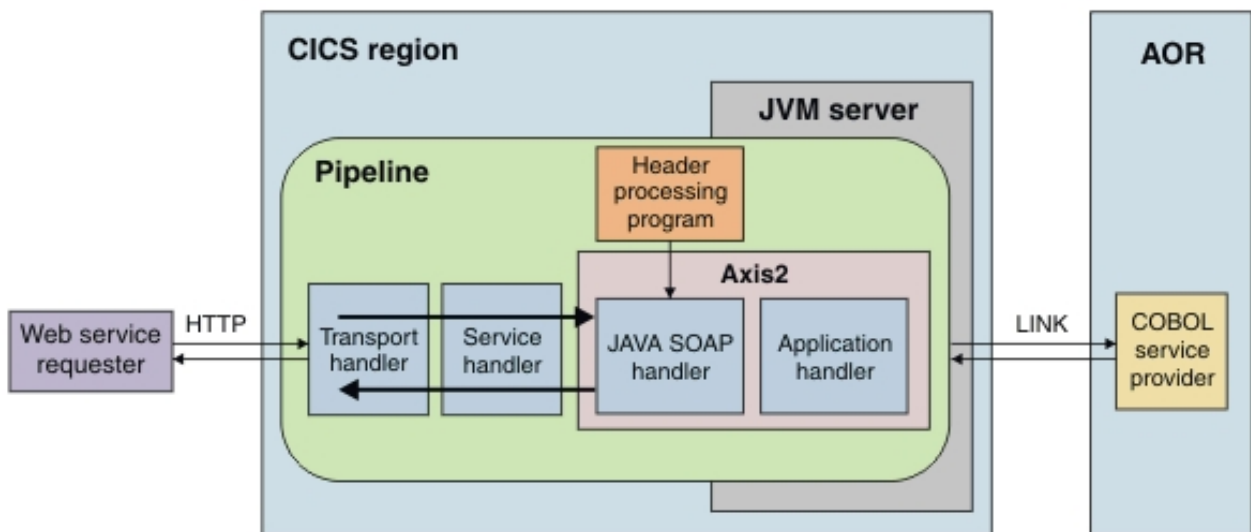 CICS region
AOR
JVM server
Pipeline
Header
processing
program
Axis2
Web service
requester
HTTP
Transport
handler
Service
handler
JAVA SOAP
handler
Application
handler
LINK
COBOL
service
provider